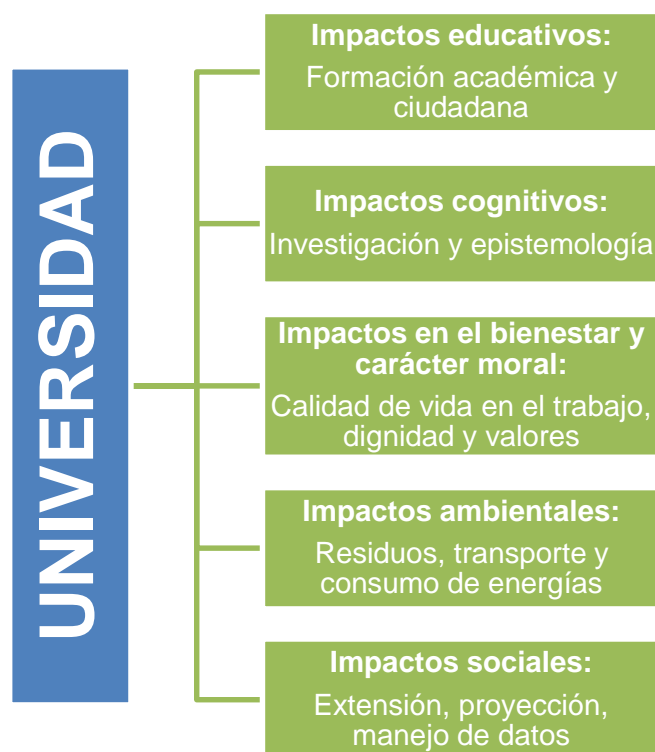 UNIVERSIDAD
Impactos educativos:
Formación académica y
ciudadana
Impactos cognitivos:
Investigación y epistemología
Impactos en el bienestar y
carácter moral:
Calidad de vida en el trabajo,
dignidad y valores
Impactos ambientales:
Residuos, transporte y
consumo de energías
Impactos sociales:
Extensión, proyección,
manejo de datos